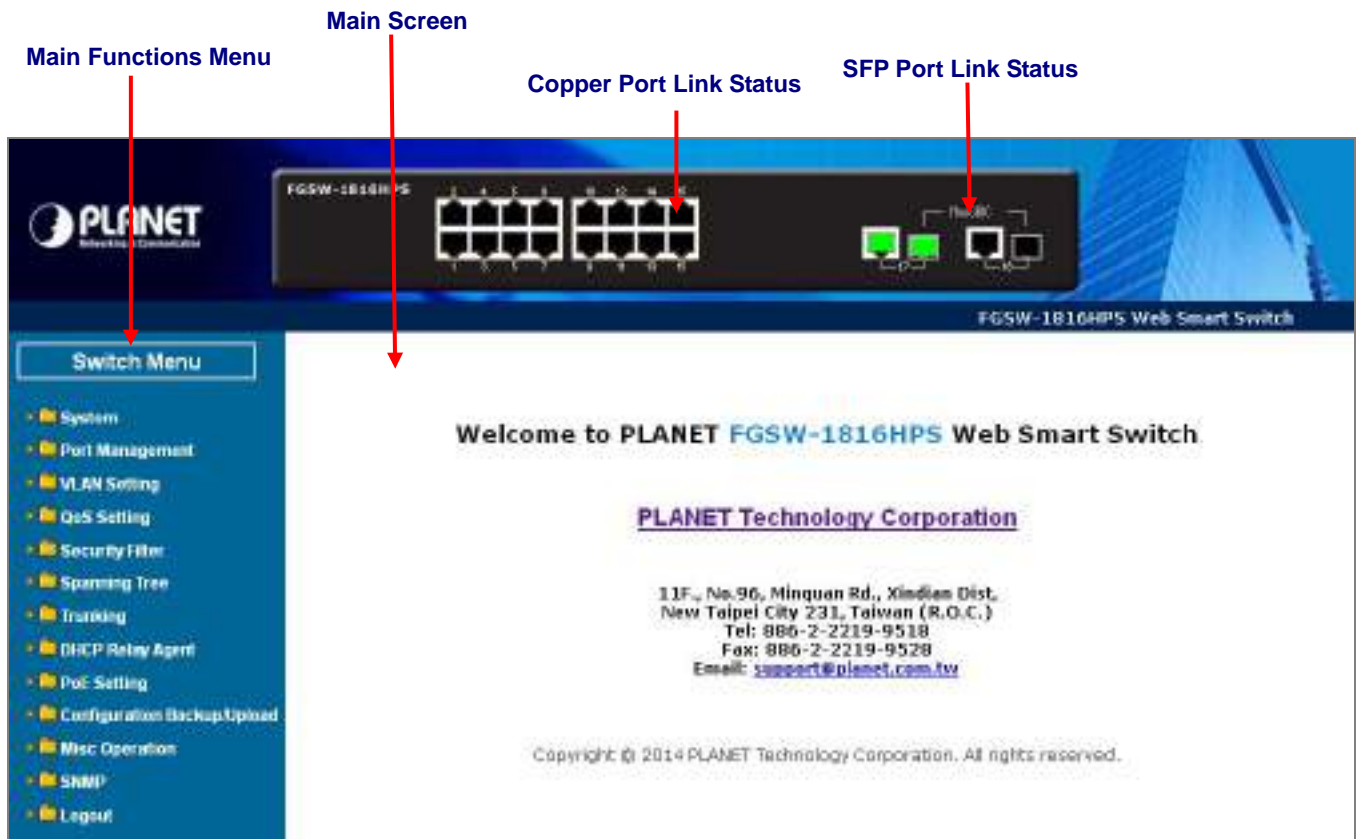 Main Screen
Main Functions Menu
Copper Port Link Status
SFP Port Link Status
PLANET
Networking & Communication
FGSW-1816HPS
FGSW-1816HPS Web Smart Switch
Switch Menu
System
Port Management
VLAN Setting
QoS Setting
Security Filter
Spanning Tree
Trunking
DHCP Relay Agent
PoE Setting
Configuration Backup/Upload
Misc Operation
SNMP
Logout
Welcome to PLANET FGSW-1816HPS Web Smart Switch
PLANET Technology Corporation
11F., No.96, Minquan Rd., Xindian Dist,
New Taipei City 231, Taiwan (R.O.C.)
Tel: 886-2-2219-9518
Fax: 886-2-2219-9528
Email: support@planet.com.tw
Copyright © 2014 PLANET Technology Corporation. All rights reserved.